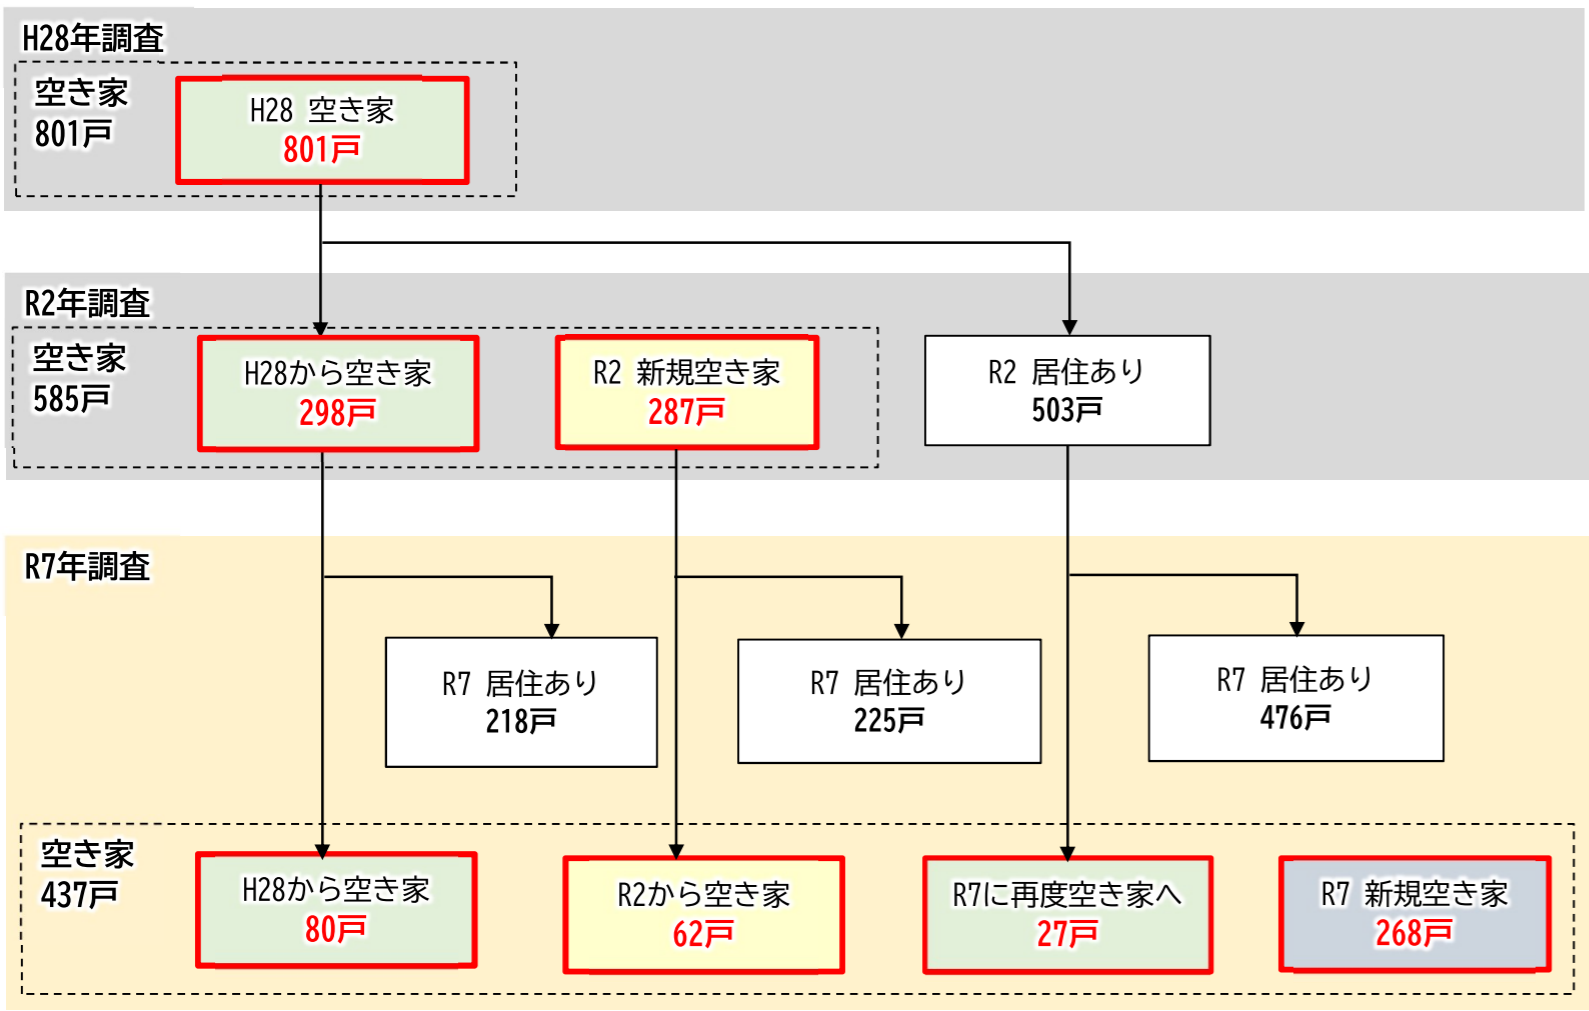 H28年調査
空き家
801戸
H28 空き家
801戸
R2年調査
空き家
585戸
H28から空き家
298戸
R2 新規空き家
287戸
R2 居住あり
503戸
R7年調査
R7 居住あり
218戸
R7 居住あり
225戸
R7 居住あり
476戸
空き家
437戸
H28から空き家
80戸
R2から空き家
62戸
R7に再度空き家へ
27戸
R7 新規空き家
268戸